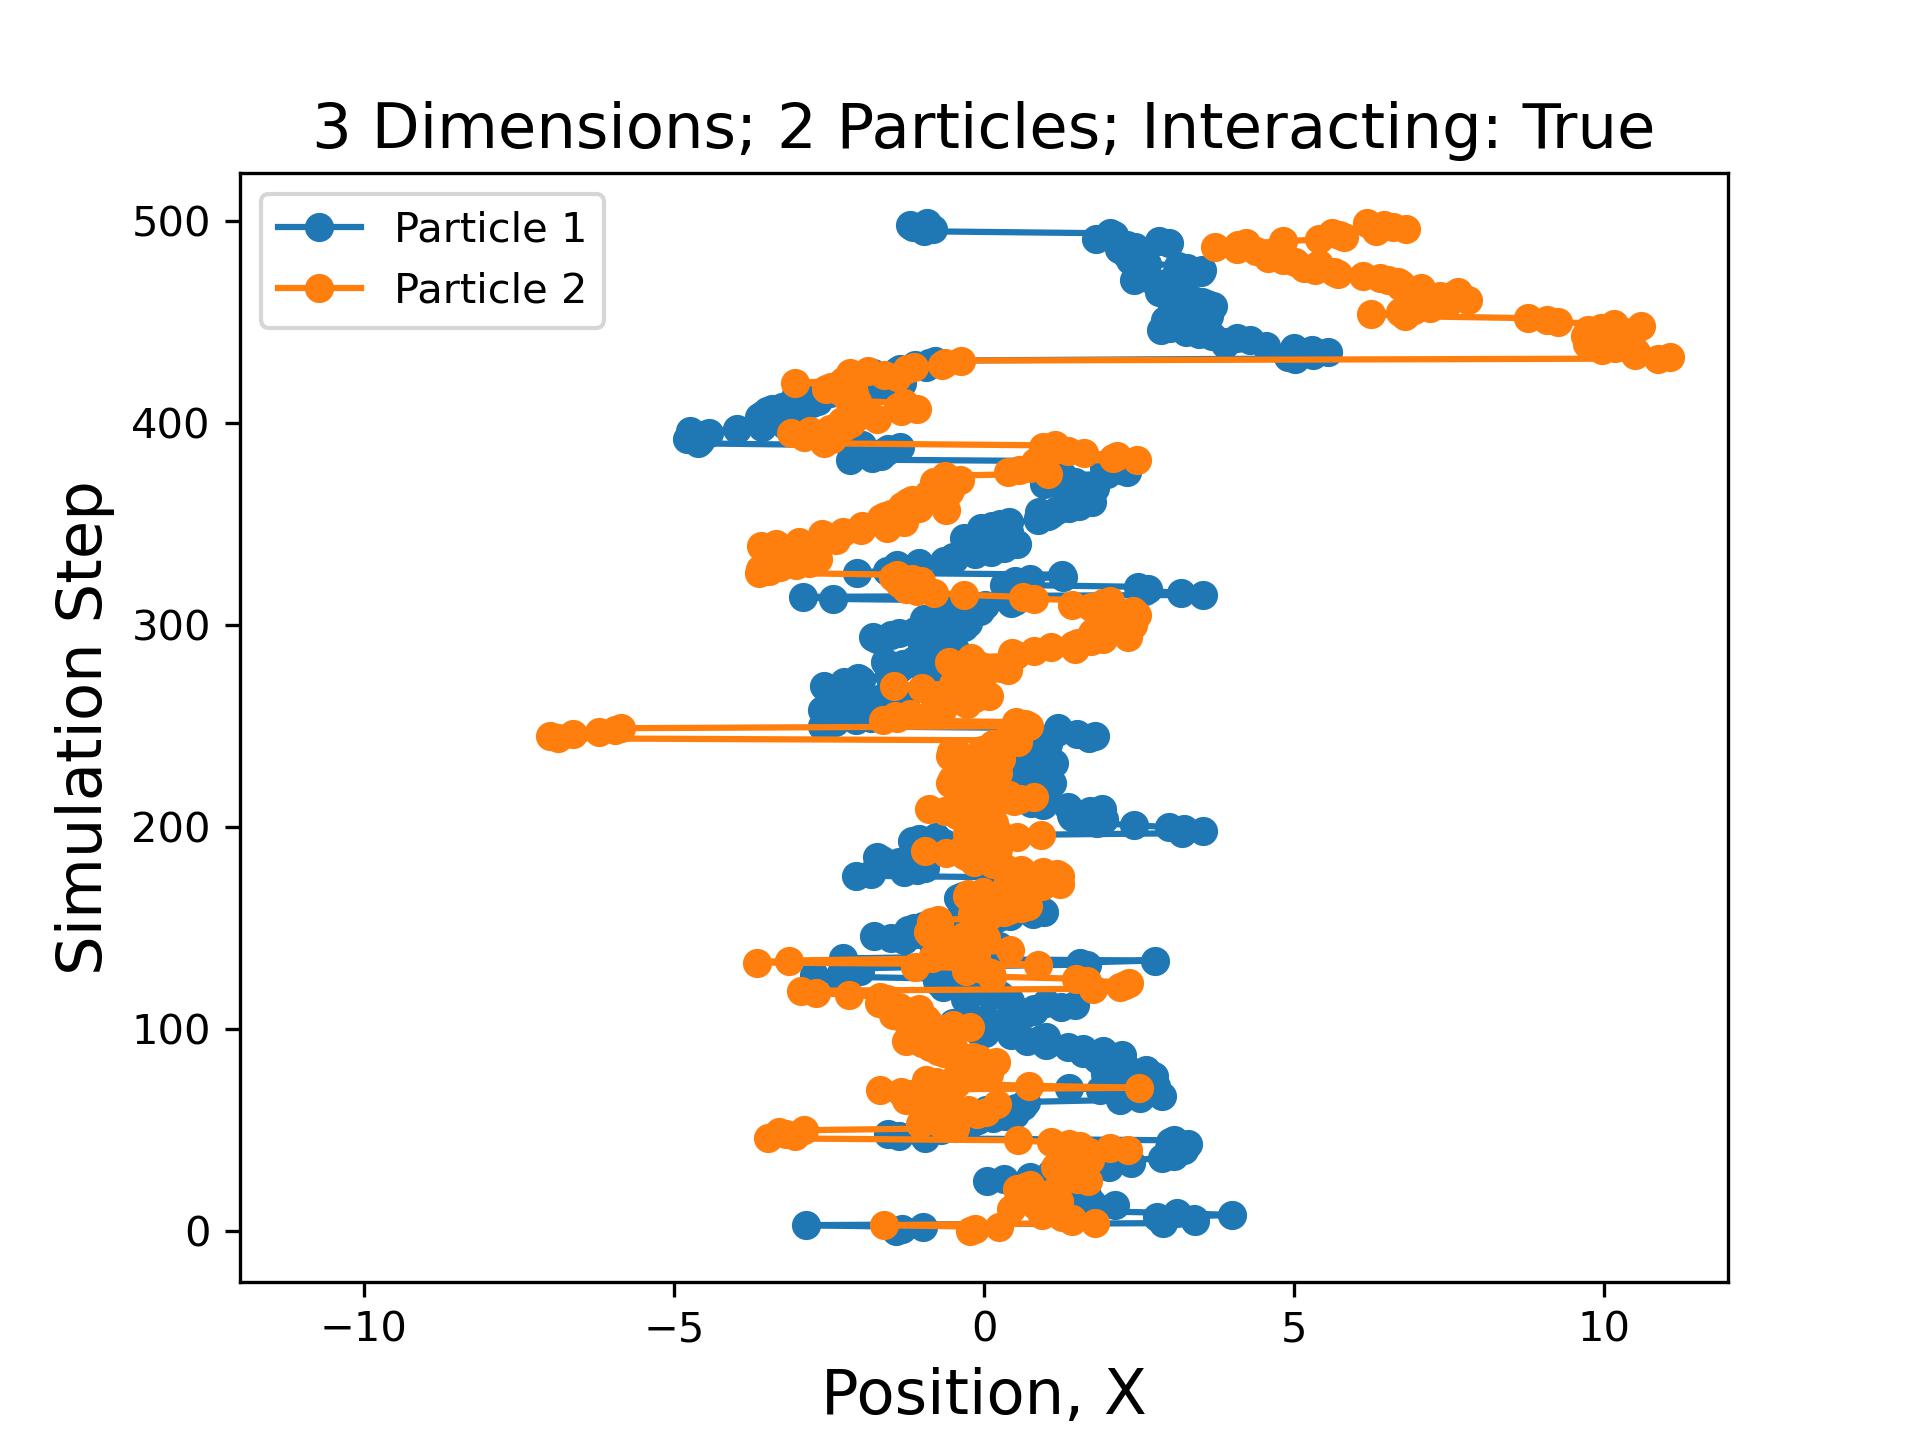 3 Dimensions; 2 Particles; Interacting: True
Particle 1
Particle 2
Simulation Step
500
400
300
200
100
0
−10
−5
0
5
10
Position, X